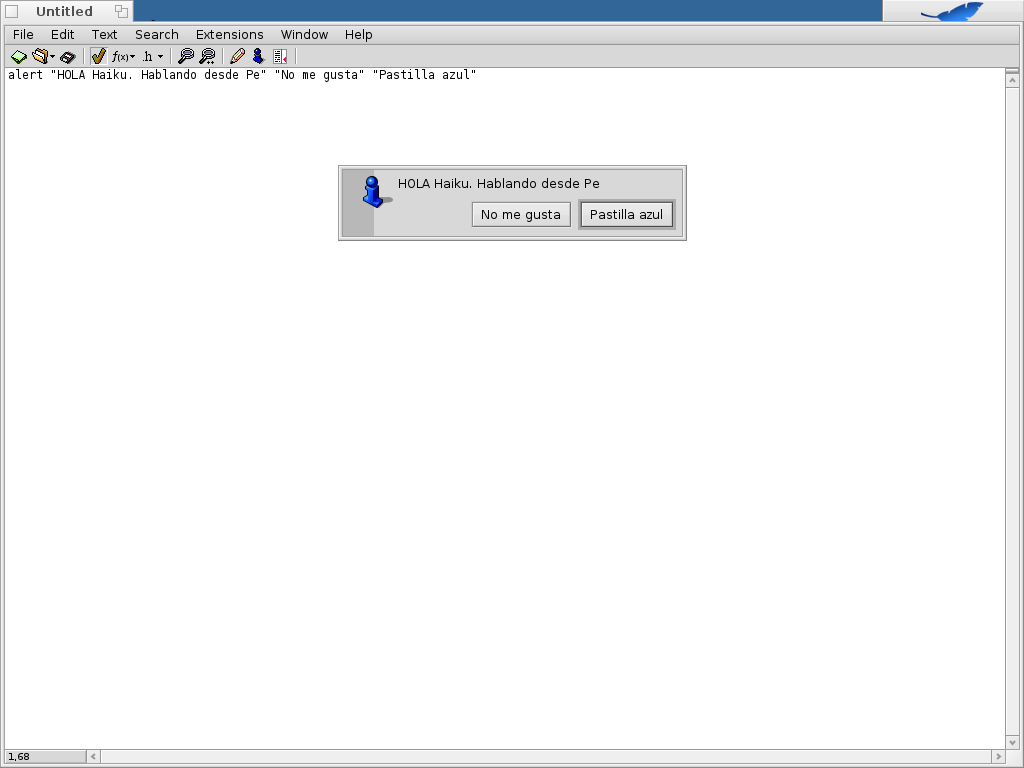 Untitled
File Edit Text Search Extensions Window Help
f(x) .h
alert "HOLA Haiku. Hablando desde Pe" "No me gusta" "Pastilla azul"
HOLA Haiku. Hablando desde Pe
No me gusta Pastilla azul
1,68